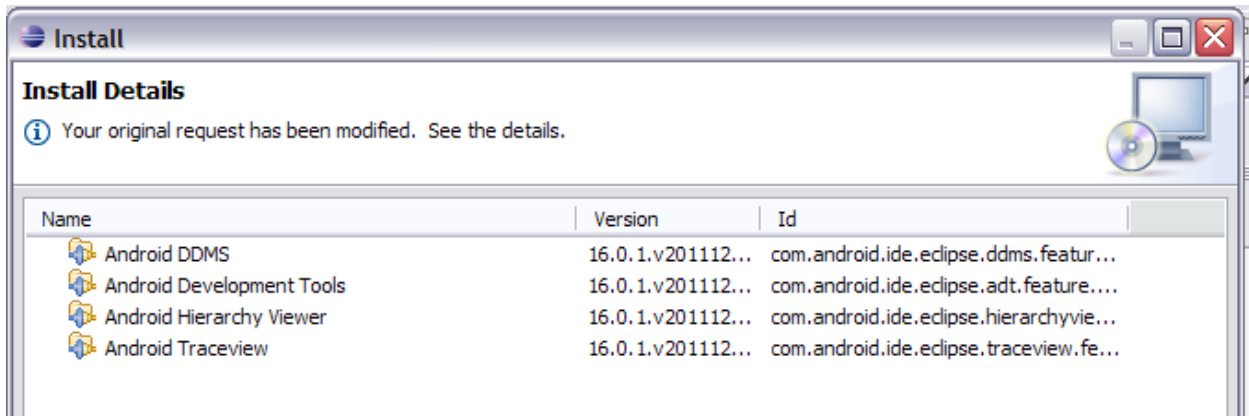 Install
Install Details
Your original request has been modified. See the details.
Name Version Id
Android DDMS 16.0.1.v201112... com.android.ide.eclipse.ddms.featur...
Android Development Tools 16.0.1.v201112... com.android.ide.eclipse.adt.feature....
Android Hierarchy Viewer 16.0.1.v201112... com.android.ide.eclipse.hierarchyvie...
Android Traceview 16.0.1.v201112... com.android.ide.eclipse.traceview.fe...